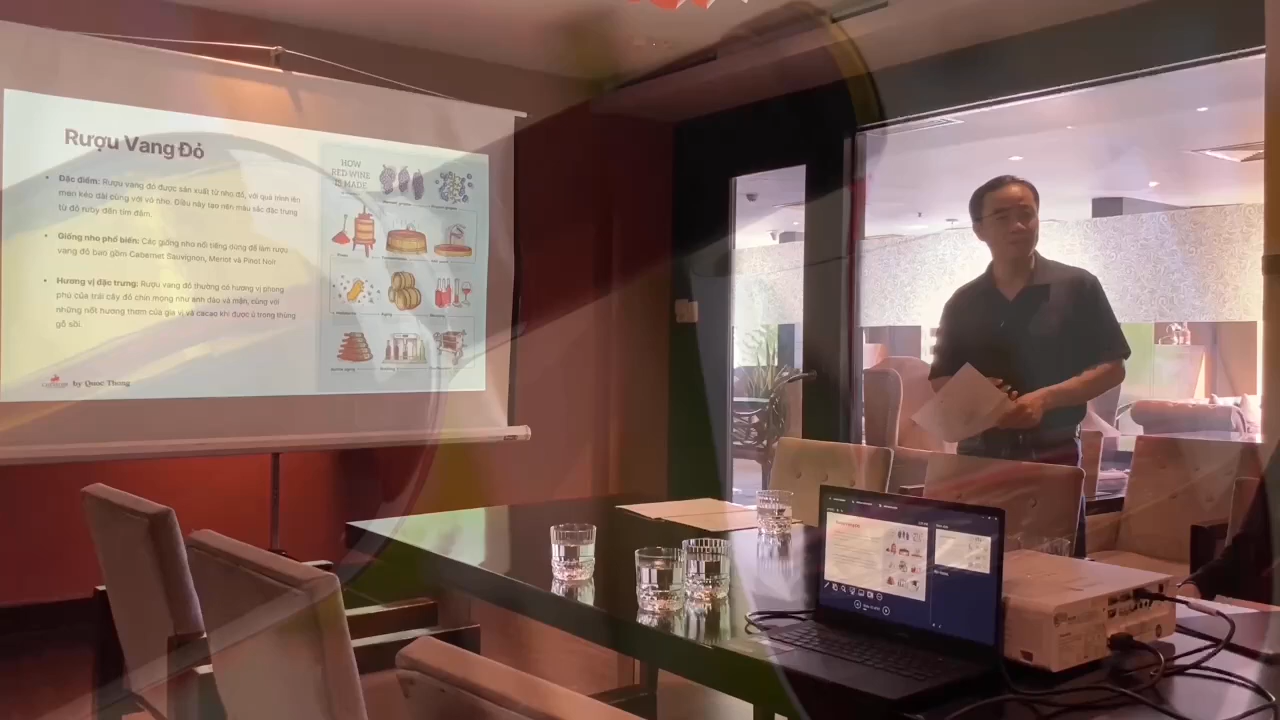 Rượu Vang Đỏ
• Đặc điểm: Rượu vang đỏ được sản xuất từ nho đỏ, với quá trình lên
men kéo dài cùng với vỏ nho. Điều này tạo nên màu sắc đặc trưng
từ đỏ ruby đến tím đậm.
• Giống nho phổ biến: Các giống nho nổi tiếng dùng để làm rượu
vang đỏ bao gồm Cabernet Sauvignon, Merlot và Pinot Noir
• Hương vị đặc trưng: Rượu vang đỏ thường có hương vị phong
phú của trái cây đỏ chín mọng như anh đào và mận, cùng với
những nốt hương thơm của gia vị và cacao khi được ủ trong thùng
gỗ sồi.
by Quoc Thong
HOW
RED WINE
IS MADE
Aging